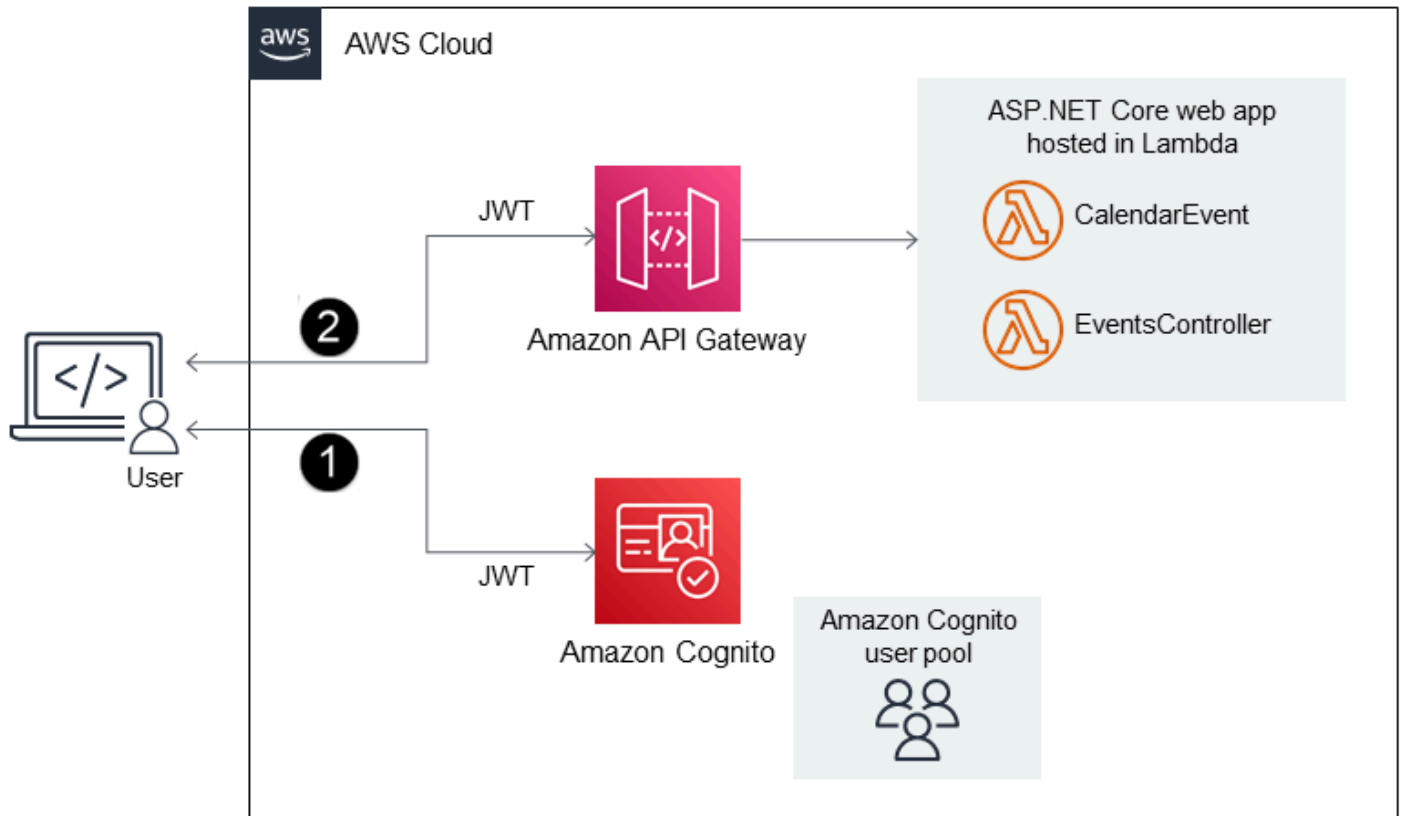 aws
AWS Cloud
ASP.NET Core web app
hosted in Lambda
JWT
</>
CalendarEvent
2
Amazon API Gateway
EventsController
</>
1
User
JWT
Amazon Cognito
Amazon Cognito
user pool